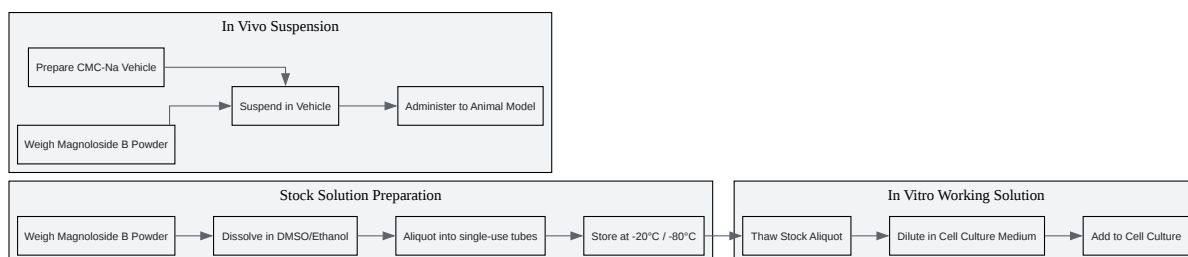 In Vivo Suspension
Prepare CMC-Na Vehicle
Suspend in Vehicle
Administer to Animal Model
Weigh Magnoloside B Powder
Stock Solution Preparation
Weigh Magnoloside B Powder
Dissolve in DMSO/Ethanol
Aliquot into single-use tubes
Store at -20°C / -80°C
In Vitro Working Solution
Thaw Stock Aliquot
Dilute in Cell Culture Medium
Add to Cell Culture